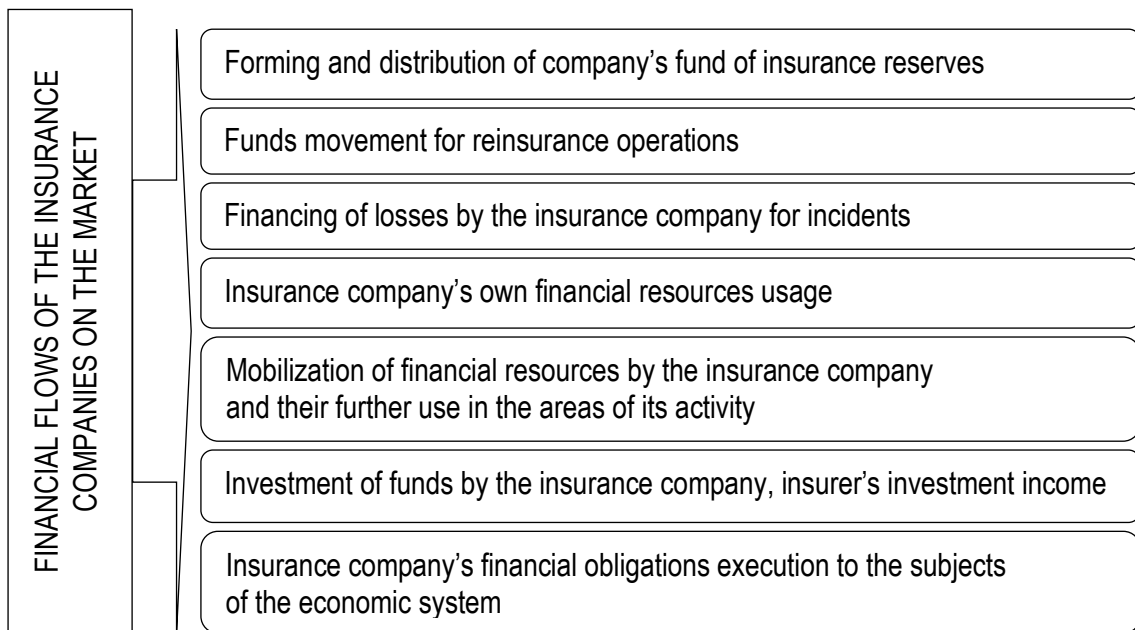 FINANCIAL FLOWS OF THE INSURANCE
COMPANIES ON THE MARKET
Forming and distribution of company’s fund of insurance reserves
Funds movement for reinsurance operations
Financing of losses by the insurance company for incidents
Insurance company’s own financial resources usage
Mobilization of financial resources by the insurance company
and their further use in the areas of its activity
Investment of funds by the insurance company, insurer’s investment income
Insurance company’s financial obligations execution to the subjects
of the economic system